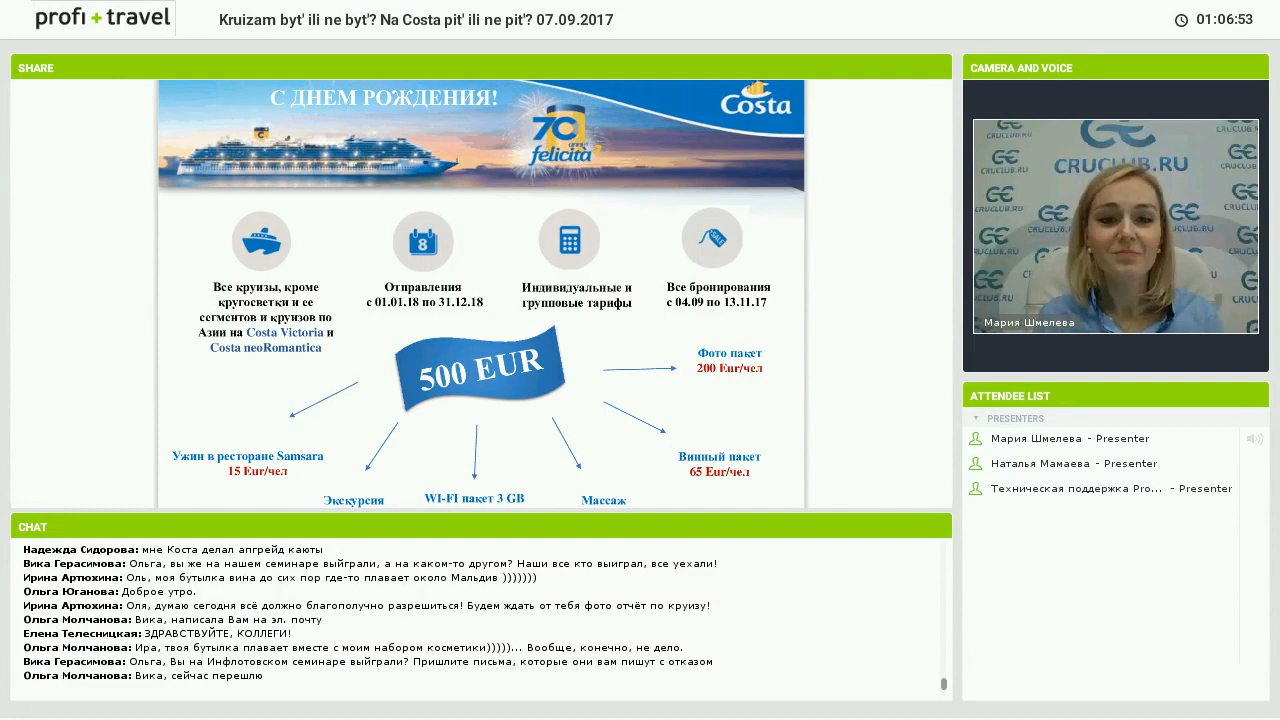 profi + travel
Kruizam byt' ili ne byt'? Na Costa pit' ili ne pit'? 07.09.2017
01:06:53
SHARE
С ДНЕМ РОЖДЕНИЯ!
Costa
70
felicità
8
SALE
Все круизы, кроме
кругосветки и ее
сегментов и круизов по
Азии на Costa Victoria и
Costa neoRomantica
Отправления
с 01.01.18 по 31.12.18
Индивидуальные и
групповые тарифы
Все бронирования
с 04.09 по 13.11.17
500 EUR
Фото пакет
200 Eur/чел
Ужин в ресторане Samsara
15 Eur/чел
Винный пакет
65 Eur/чел
Экскурсия
WI-FI пакет 3 GB
Массаж
CHAT
Надежда Сидорова: мне Коста делал апгрейд каюты
Вика Герасимова: Ольга, вы же на нашем семинаре выйграли, а на каком-то другом? Наши все кто выиграл, все уехали!
Ирина Артюхина: Оль, моя бутылка вина до сих пор где-то плавает около Мальдив )))))))
Ольга Юганова: Доброе утро.
Ирина Артюхина: Оля, думаю сегодня всё должно благополучно разрешиться! Будем ждать от тебя фото отчёт по круизу!
Ольга Молчанова: Вика, написала Вам на эл. почту
Елена Телесницкая: ЗДРАВСТВУЙТЕ, КОЛЛЕГИ!
Ольга Молчанова: Ира, твоя бутылка плавает вместе с моим набором косметики)))))... Вообще, конечно, не дело.
Вика Герасимова: Ольга, Вы на Инфлотовском семинаре выйграли? Пришлите письма, которые они вам пишут с отказом
Ольга Молчанова: Вика, сейчас перешлю
CAMERA AND VOICE
CRUCLUB.RU
Мария Шмелева
ATTENDEE LIST
PRESENTERS
Мария Шмелева - Presenter
Наталья Мамаева - Presenter
Техническая поддержка Pro... - Presenter